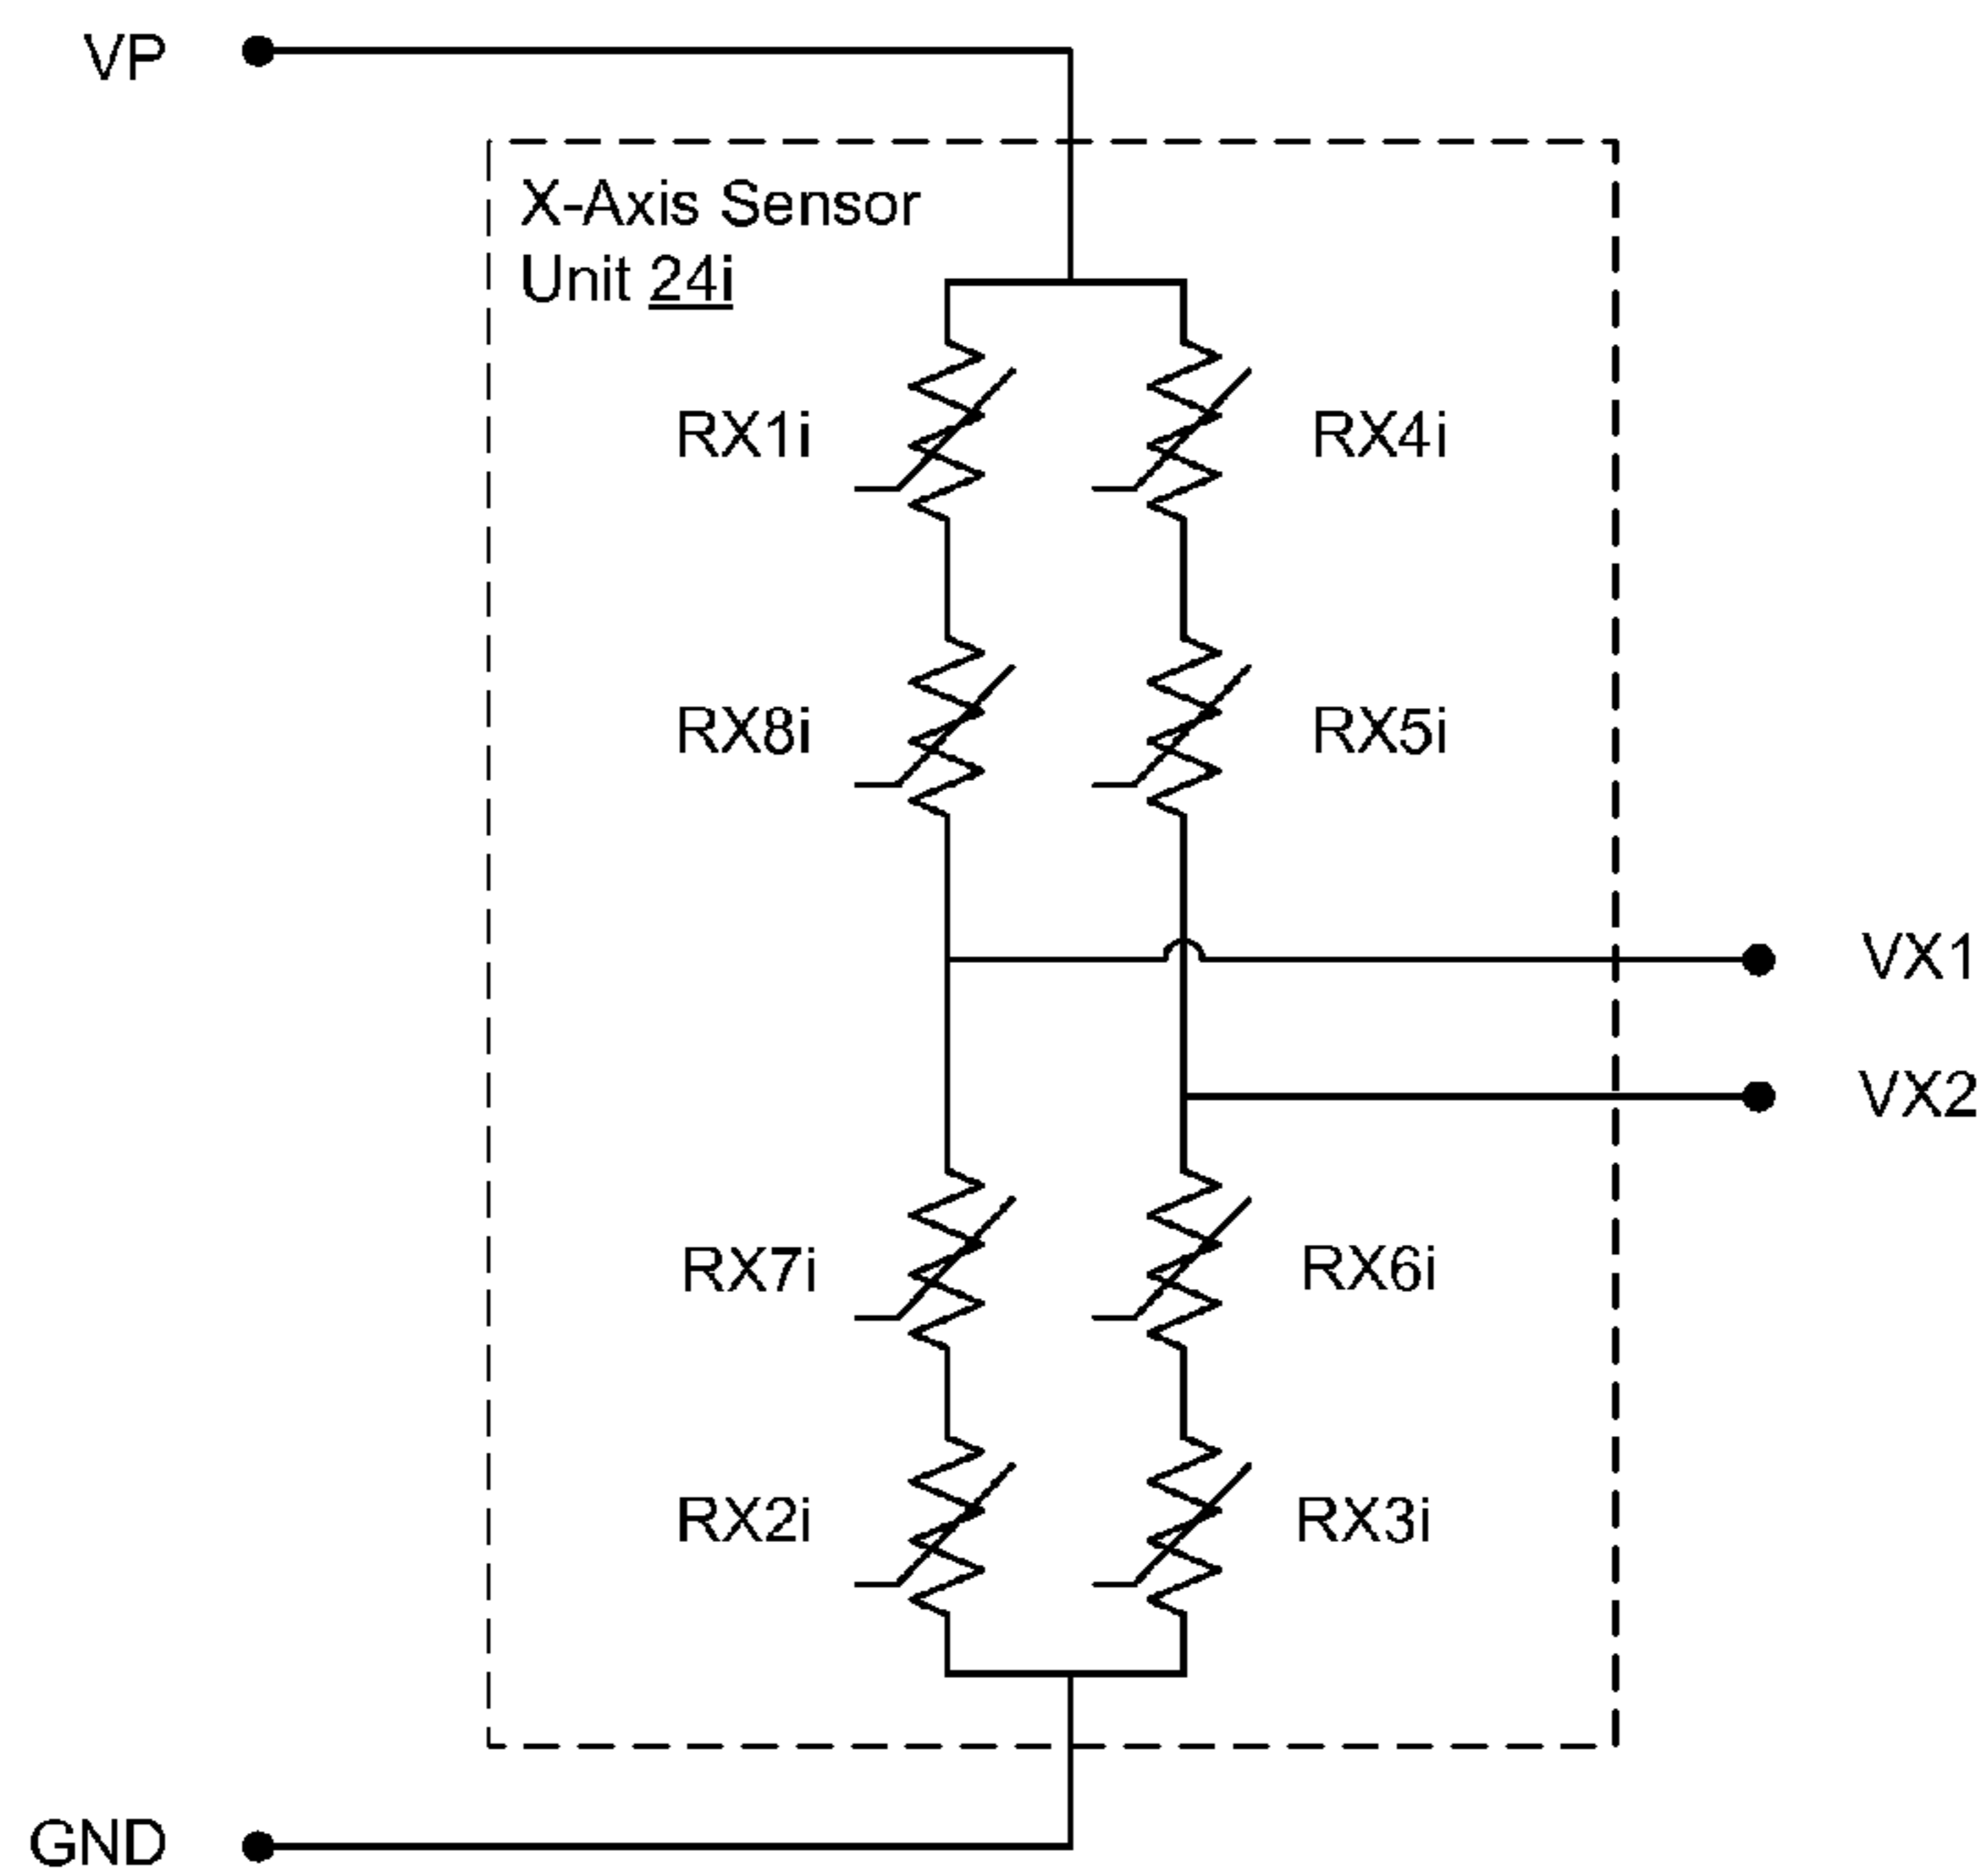 VP
X-Axis Sensor
Unit 24i
RX1i
RX4i
RX8i
RX5i
VX1
VX2
RX7i
RX6i
RX2i
RX3i
GND